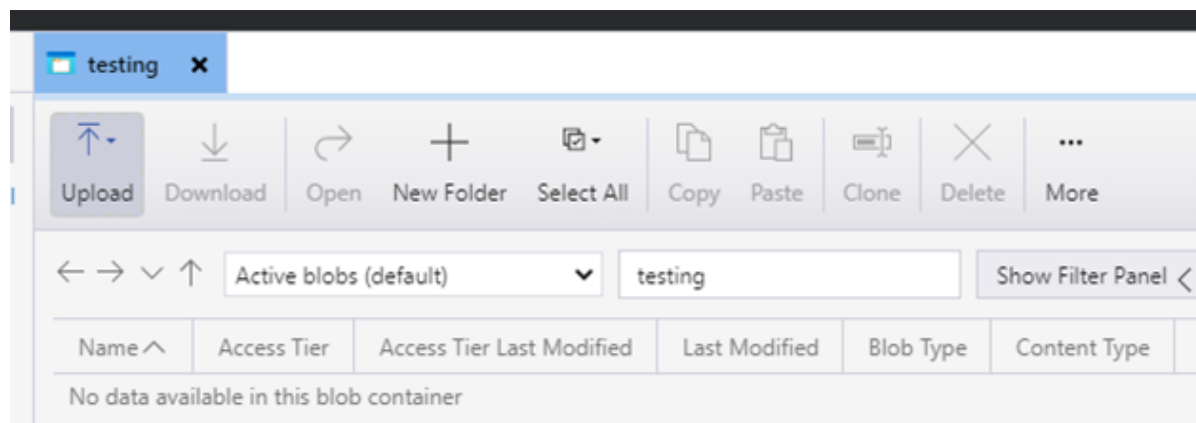 testing
Upload Download Open New Folder Select All Copy Paste Clone Delete More
Active blobs (default) testing Show Filter Panel
Name Access Tier Access Tier Last Modified Last Modified Blob Type Content Type
No data available in this blob container